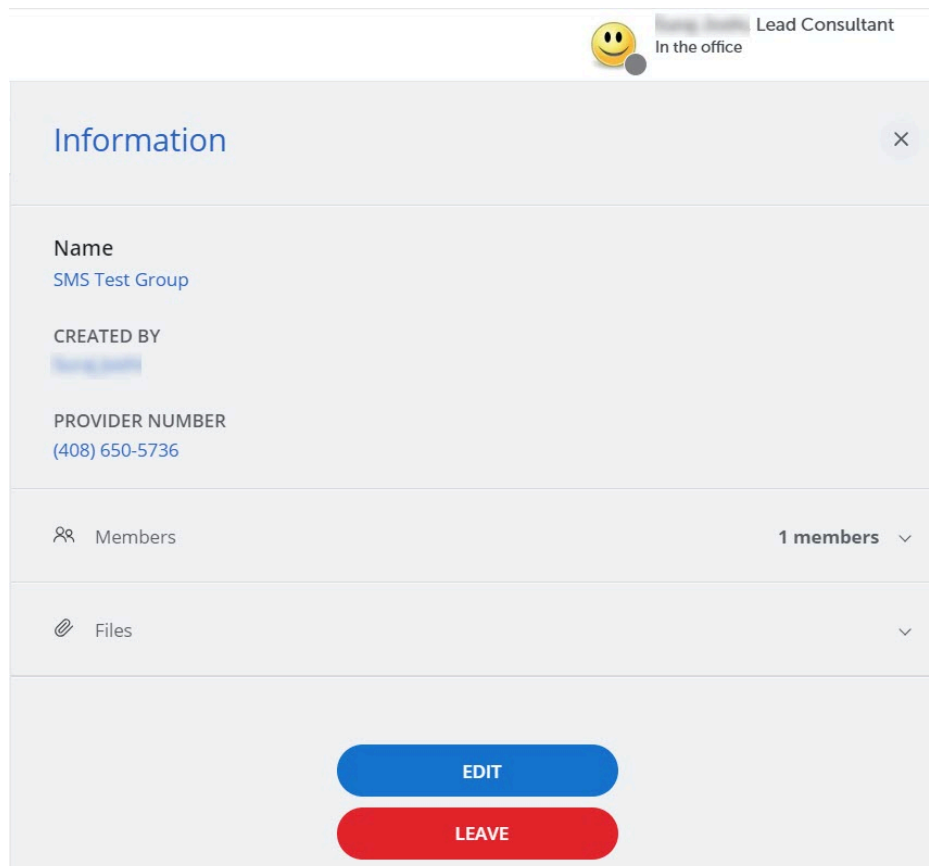 Lead Consultant
In the office
Information
Name
SMS Test Group
CREATED BY
PROVIDER NUMBER
(408) 650-5736
Members
1 members
Files
EDIT
LEAVE